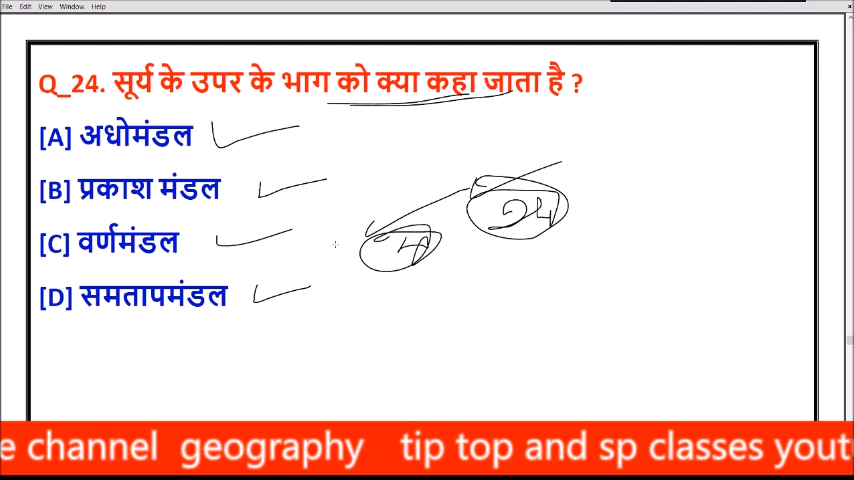 File Edit View Window Help
Q_24. सूर्य के उपर के भाग को क्या कहा जाता है ?
[A] अधोमंडल
[B] प्रकाश मंडल
[C] वर्णमंडल
[D] समतापमंडल
24
e channel geography tip top and sp classes yout